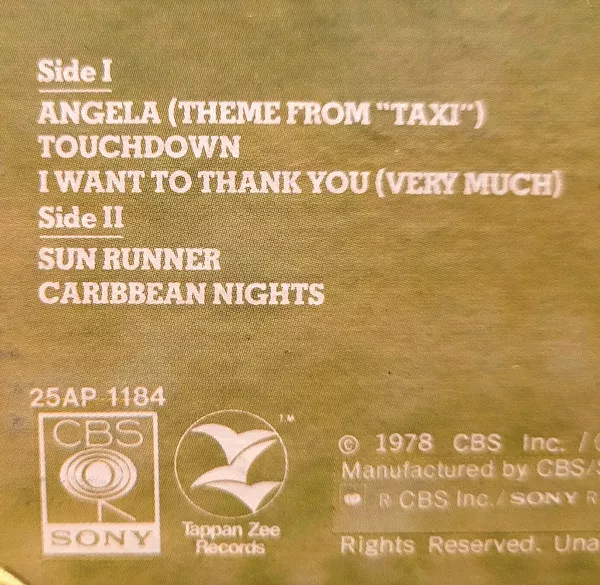 Side I
ANGELA (THEME FROM "TAXI")
TOUCHDOWN
I WANT TO THANK YOU (VERY MUCH)
Side II
SUN RUNNER
CARIBBEAN NIGHTS
25AP 1184
CBS
SONY
TM
Tappan Zee
Records
© 1978 CBS Inc. /
Manufactured by CBS/
R CBS Inc./ SONY R
Rights Reserved.